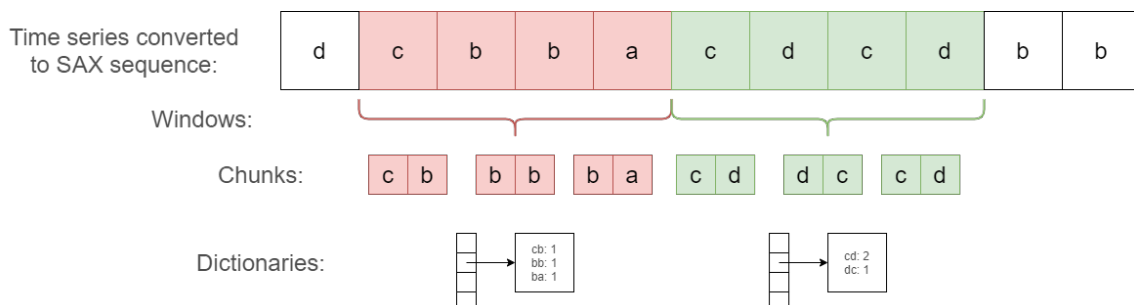 Time series converted
to SAX sequence:
d c b b a c d c d b b
Windows:
Chunks:
c b b b b a c d d c c d
Dictionaries:
cb: 1
bb: 1
ba: 1
cd: 2
dc: 1